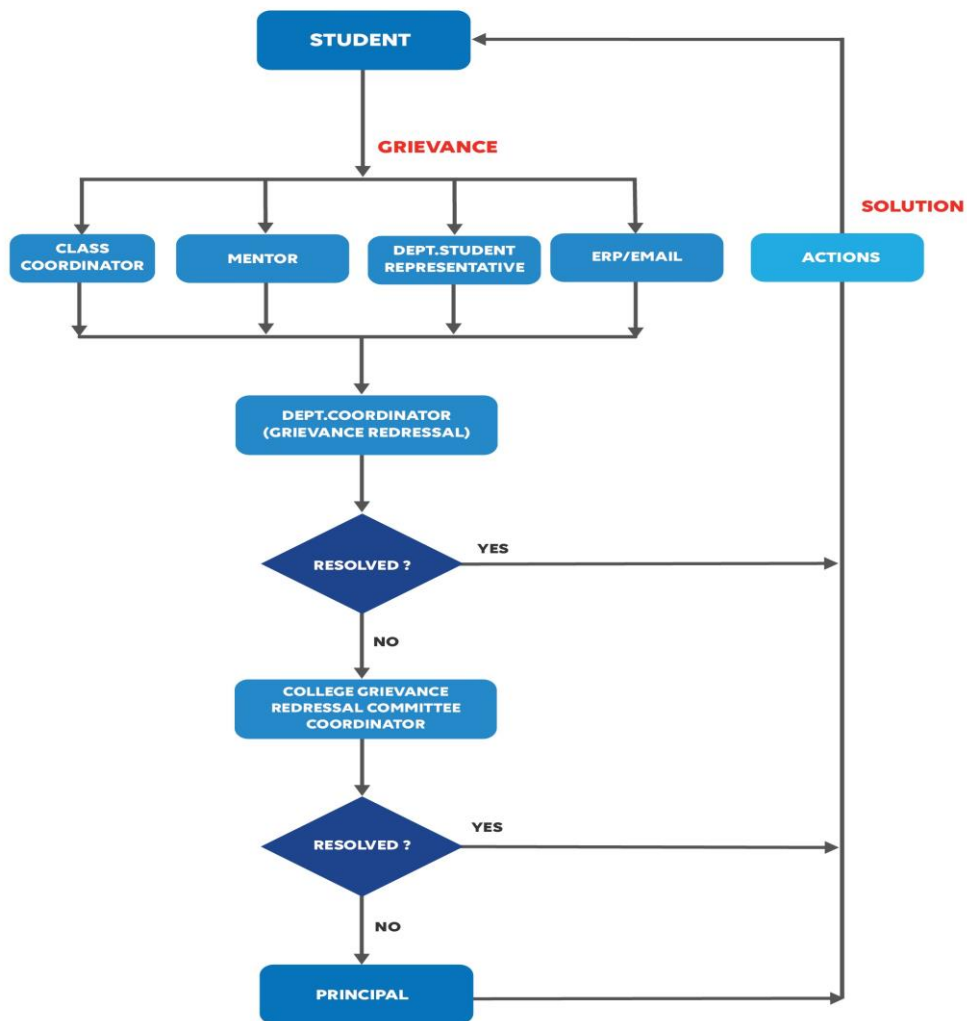 STUDENT
GRIEVANCE
SOLUTION
CLASS
COORDINATOR
MENTOR
DEPT.STUDENT
REPRESENTATIVE
ERP/EMAIL
ACTIONS
DEPT.COORDINATOR
(GRIEVANCE REDRESSAL)
RESOLVED ?
YES
NO
COLLEGE GRIEVANCE
REDRESSAL COMMITTEE
COORDINATOR
RESOLVED ?
YES
NO
PRINCIPAL